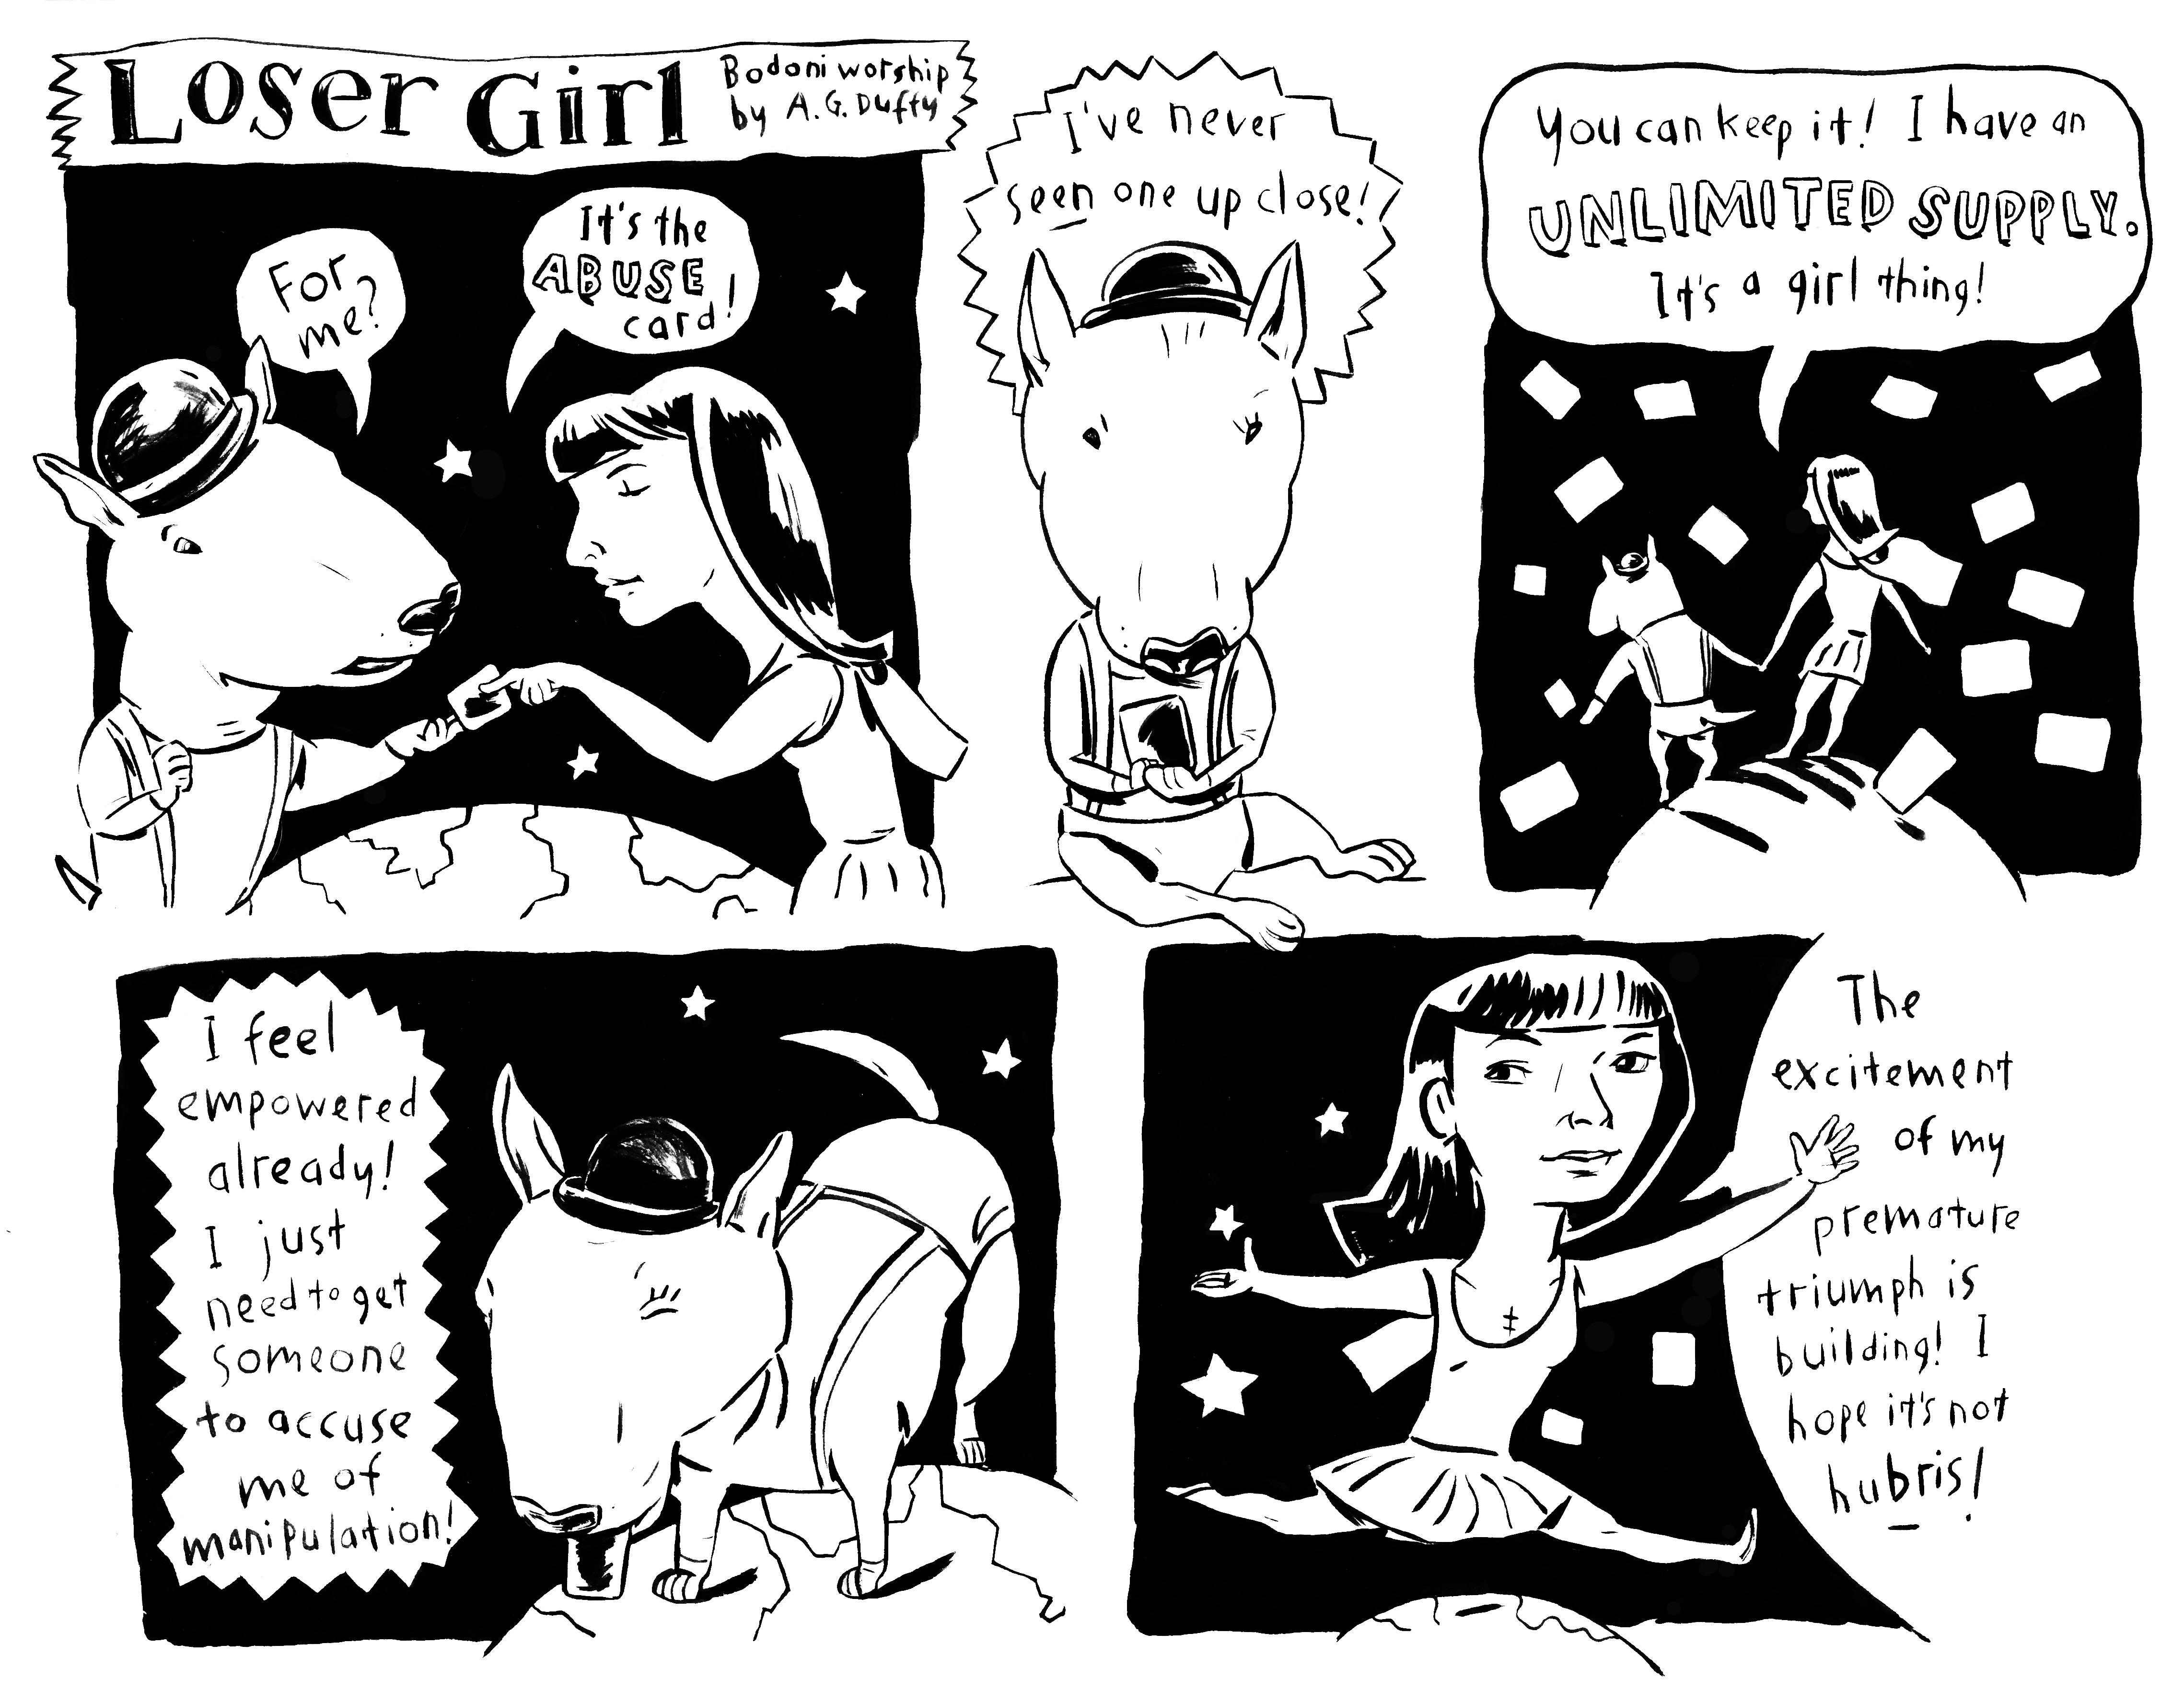 Loser Girl
Bodoni worship
by A.G. Duffy
For
me?
It's the
ABUSE
card!
I've never
seen one up close!
You can keep it! I have an
UNLIMITED SUPPLY.
It's a girl thing!
I feel
empowered
already!
I just
need to get
someone
to accuse
me of
manipulation!
The
excitement
of my
premature
triumph is
building! I
hope it's not
hubris!